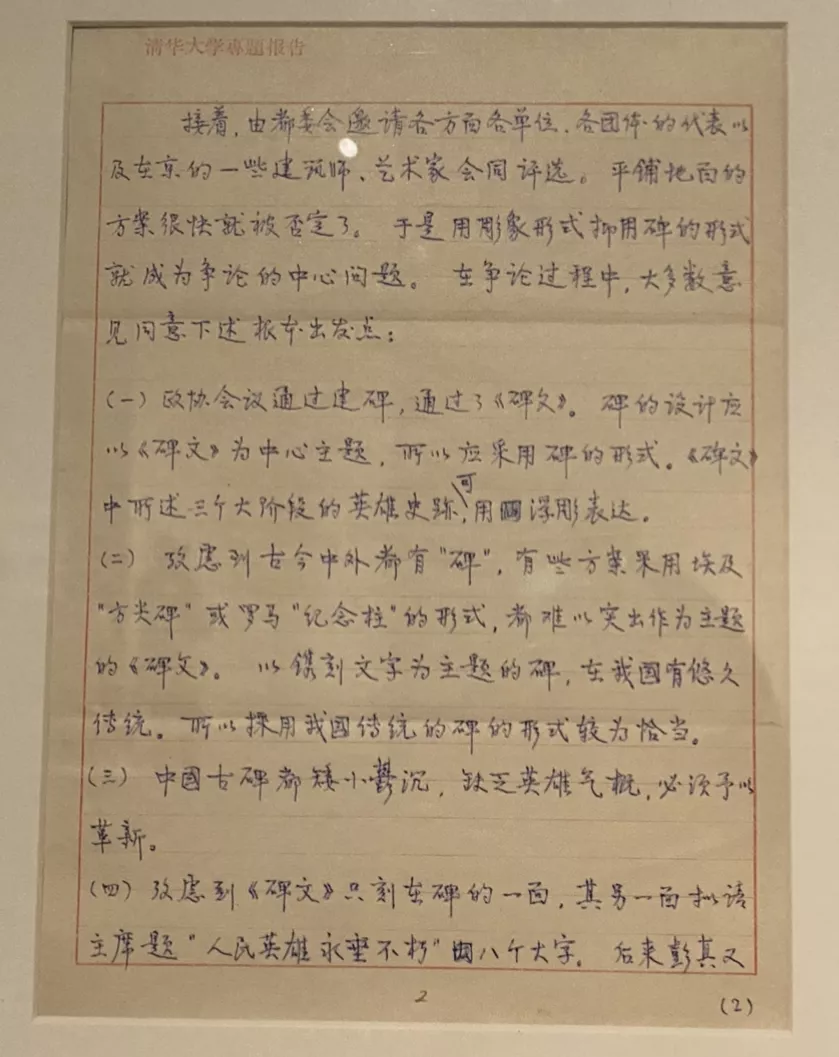 清华大学専題报告
接着，由都委会邀请各方面各单位、各团体的代表以
及在京的一些建筑师、艺术家会同评选。平铺地面的
方案很快就被否定了。于是用彫象形式抑用碑的形式
就成为争论的中心问题。在争论过程中，大多数意
见同意下述根本出发点：
(一) 政协会议通过建碑，通过了《碑文》。碑的设计应
以《碑文》为中心主题，所以应采用碑的形式。《碑文》
中所述三个大阶段的英雄史跡，可用浮彫表达。
(二) 攷虑到古今中外都有"碑"，有些方案采用埃及
"方尖碑"或罗马"纪念柱"的形式，都难以突出作为主题
的《碑文》。以镌刻文字为主题的碑，在我國有悠久
传统。所以採用我國传统的碑的形式较为恰当。
(三) 中國古碑都矮小鬱沉，缺乏英雄气概，必须予以
革新。
(四) 攷虑到《碑文》只刻在碑的一面，其另一面拟请
主席题"人民英雄永垂不朽"八个大字。后来彭真又
2
(2)